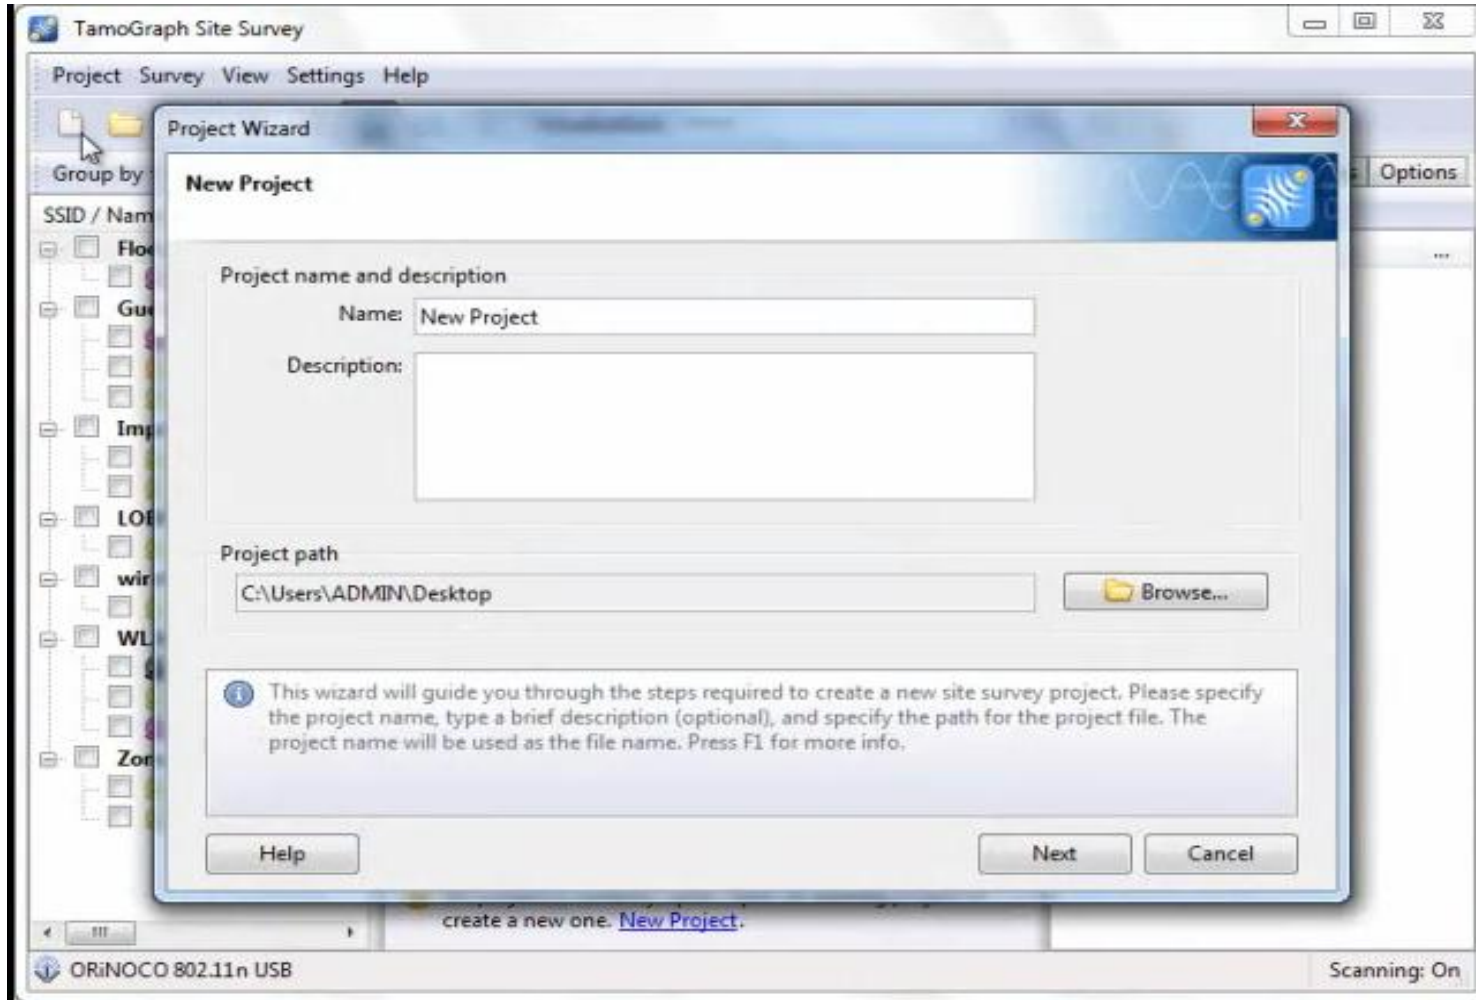 TamoGraph Site Survey
Project Survey View Settings Help
Project Wizard
Group by
Options
New Project
SSID / Nam
Project name and description
Name: New Project
Description:
Gue
Imp
wir
Zon
Project path
C:\Users\ADMIN\Desktop
Browse...
This wizard will guide you through the steps required to create a new site survey project. Please specify
the project name, type a brief description (optional), and specify the path for the project file. The
project name will be used as the file name. Press F1 for more info.
Help
Next
Cancel
create a new one. New Project.
ORiNOCO 802.11n USB
Scanning: On